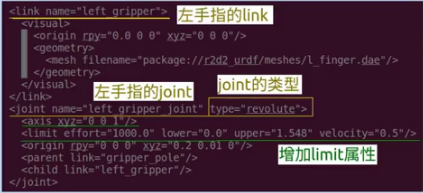 <link name="left_gripper"> 左手指的link
<visual>
<origin rpy="0.0 0 0" xyz="0 0 0"/>
<geometry>
<mesh filename="package://r2d2_urdf/meshes/l_finger.dae"/>
</geometry>
</visual>
</link> 左手指的joint joint的类型
<joint name="left_gripper_joint" type="revolute">
<axis xyz="0 0 1"/>
<limit effort="1000.0" lower="0.0" upper="1.548" velocity="0.5"/>
<origin rpy="0 0 0" xyz="0.2 0.01 0"/> 增加limit属性
<parent link="gripper_pole"/>
<child link="left_gripper"/>
</joint>